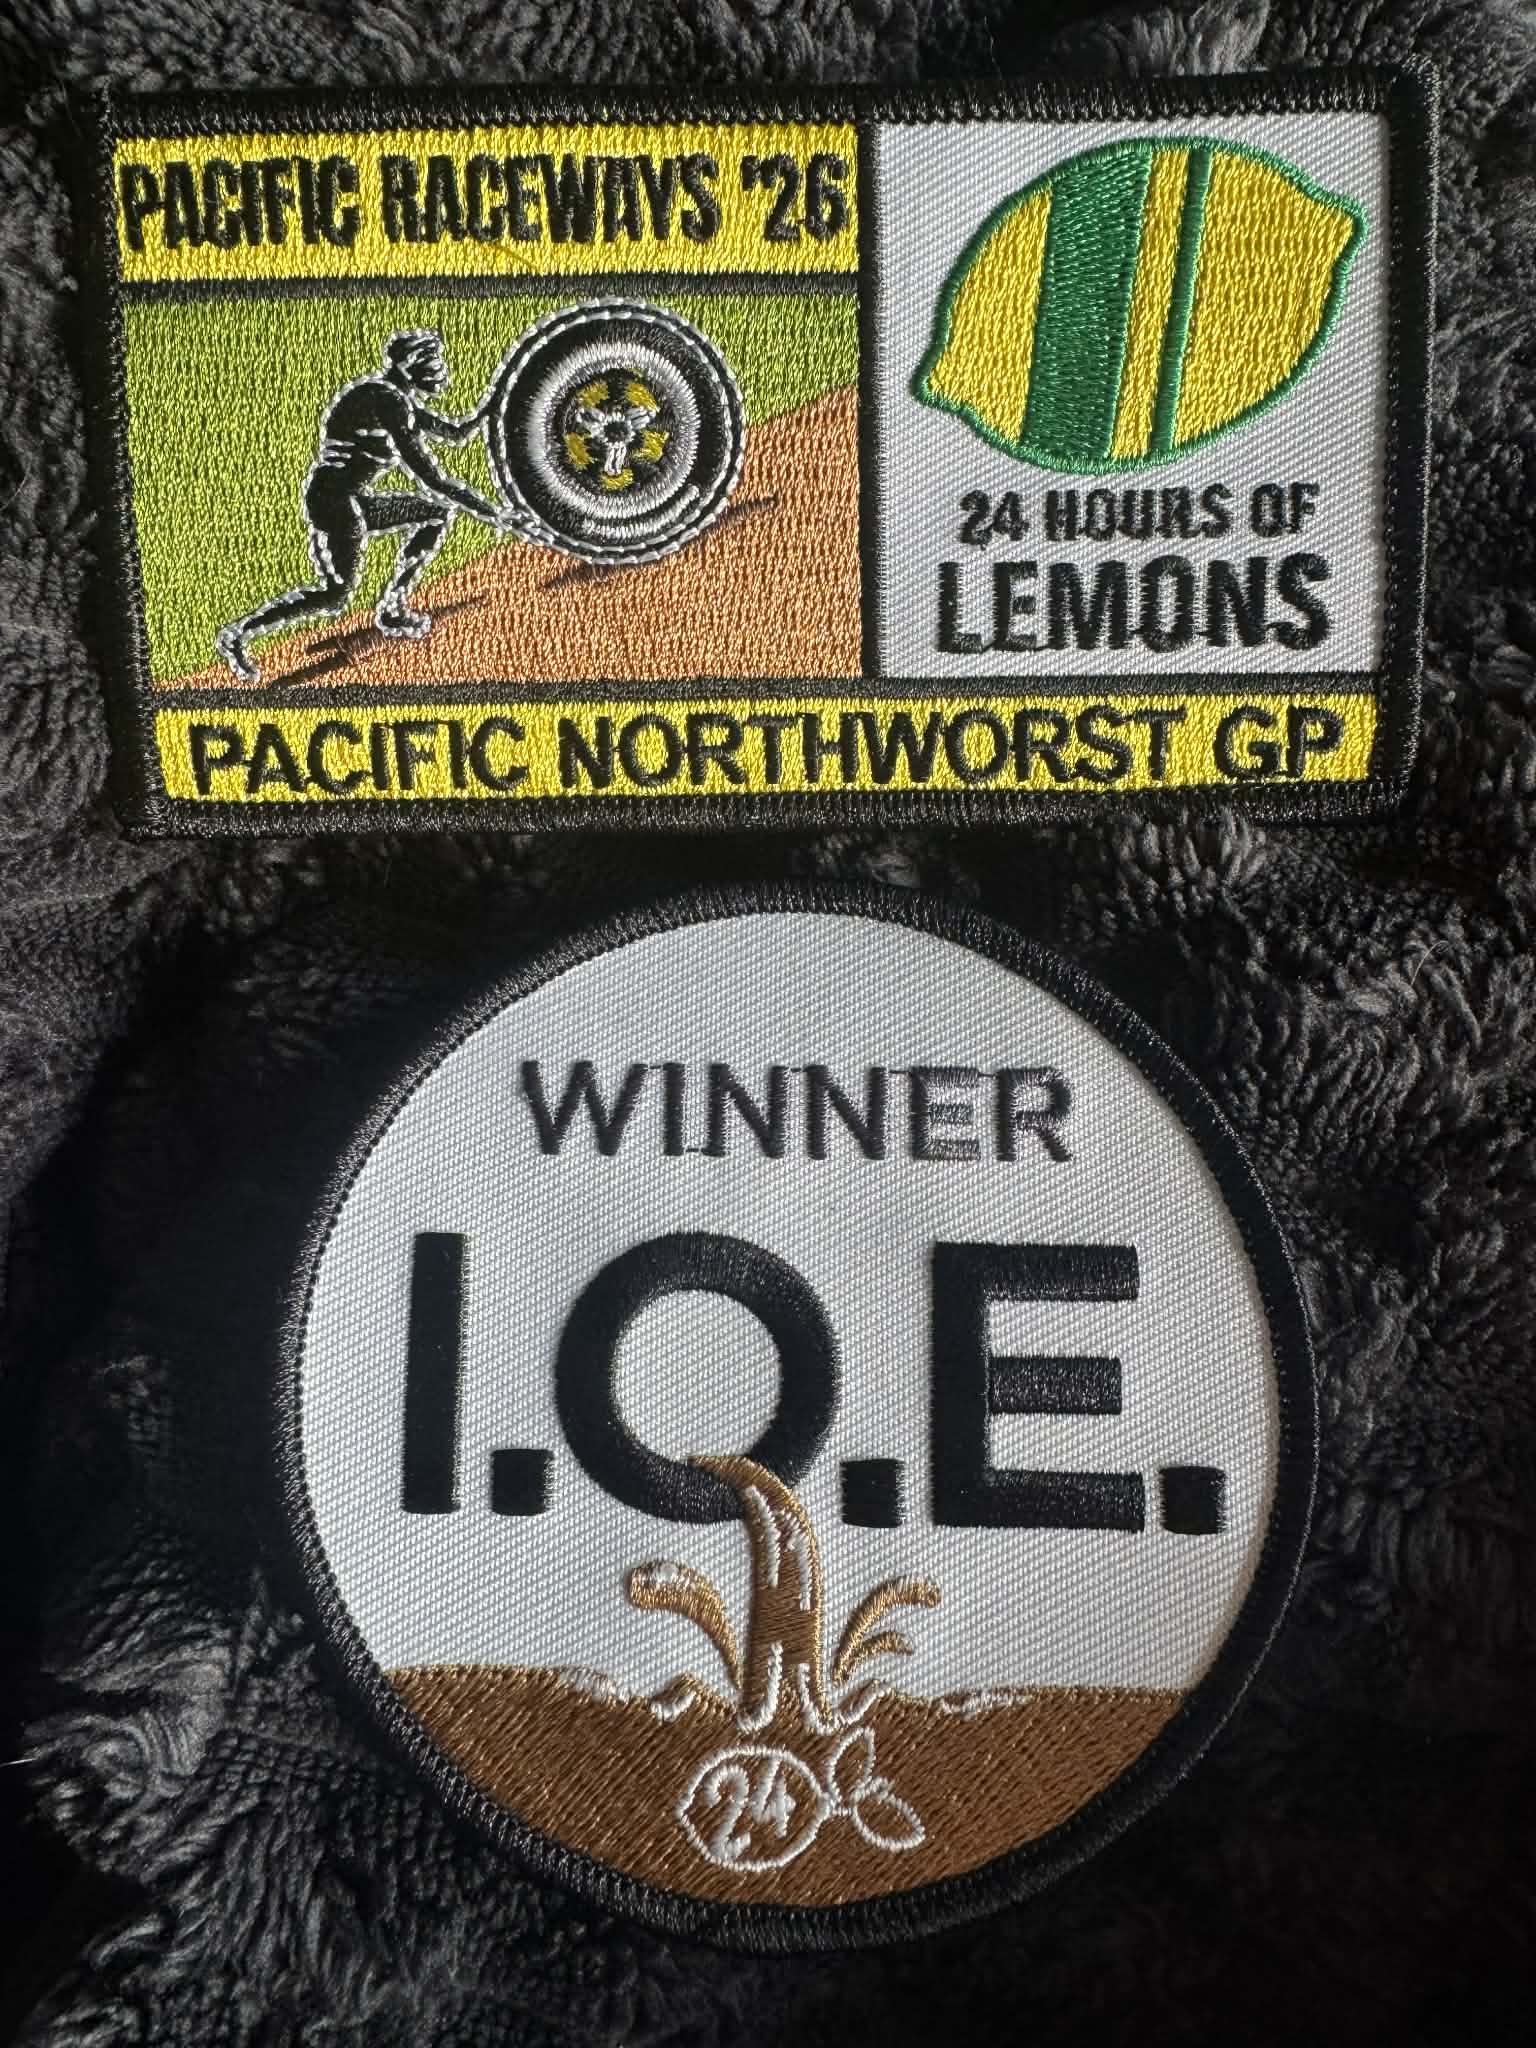 PACIFIC RACEWAYS '26
24 HOURS OF
LEMONS
PACIFIC NORTHWORST GP
WINNER
I.O.E.
24